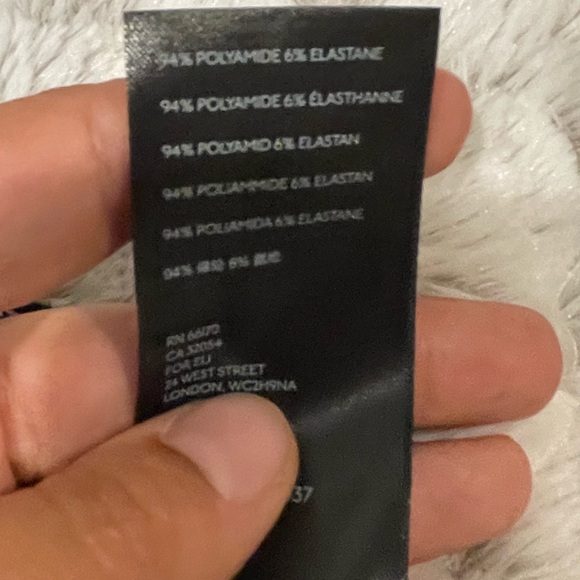 94% POLYAMIDE 6% ELASTANE
94% POLYAMIDE 6% ÉLASTHANNE
94% POLYAMID 6% ELASTAN
94% POLIAMMIDE 6% ELASTAN
94% POLIAMIDA 6% ELASTANE
94% 6%
RN 66170
CA 32054
FOR EU
24 WEST STREET
LONDON, WC2H9NA
37